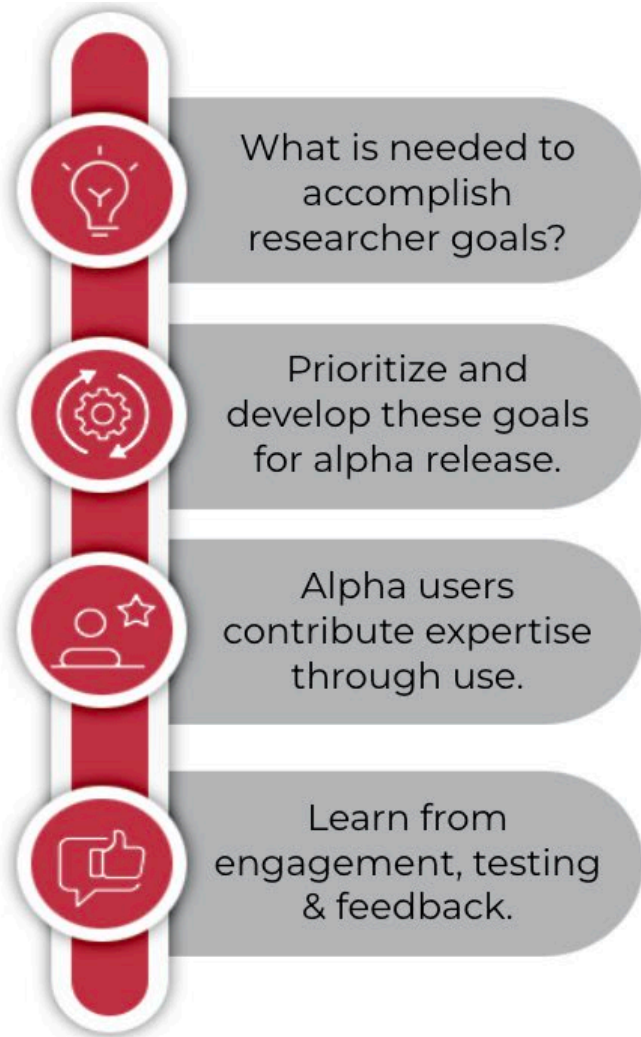 What is needed to
accomplish
researcher goals?
Prioritize and
develop these goals
for alpha release.
Alpha users
contribute expertise
through use.
Learn from
engagement, testing
& feedback.